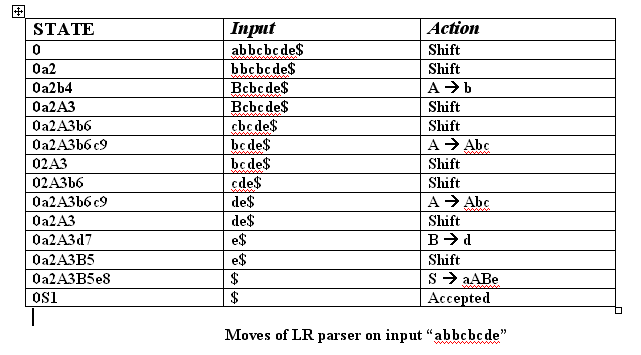 STATE Input Action
0 abbcbcde$ Shift
0a2 bbcbcde$ Shift
0a2b4 Bcbcde$ A → b
0a2A3 Bcbcde$ Shift
0a2A3b6 cbcde$ Shift
0a2A3b6c9 bcde$ A → Abc
02A3 bcde$ Shift
02A3b6 cde$ Shift
0a2A3b6c9 de$ A → Abc
0a2A3 de$ Shift
0a2A3d7 e$ B → d
0a2A3B5 e$ Shift
0a2A3B5e8 $ S → aABe
0S1 $ Accepted
Moves of LR parser on input “abbcbcde”